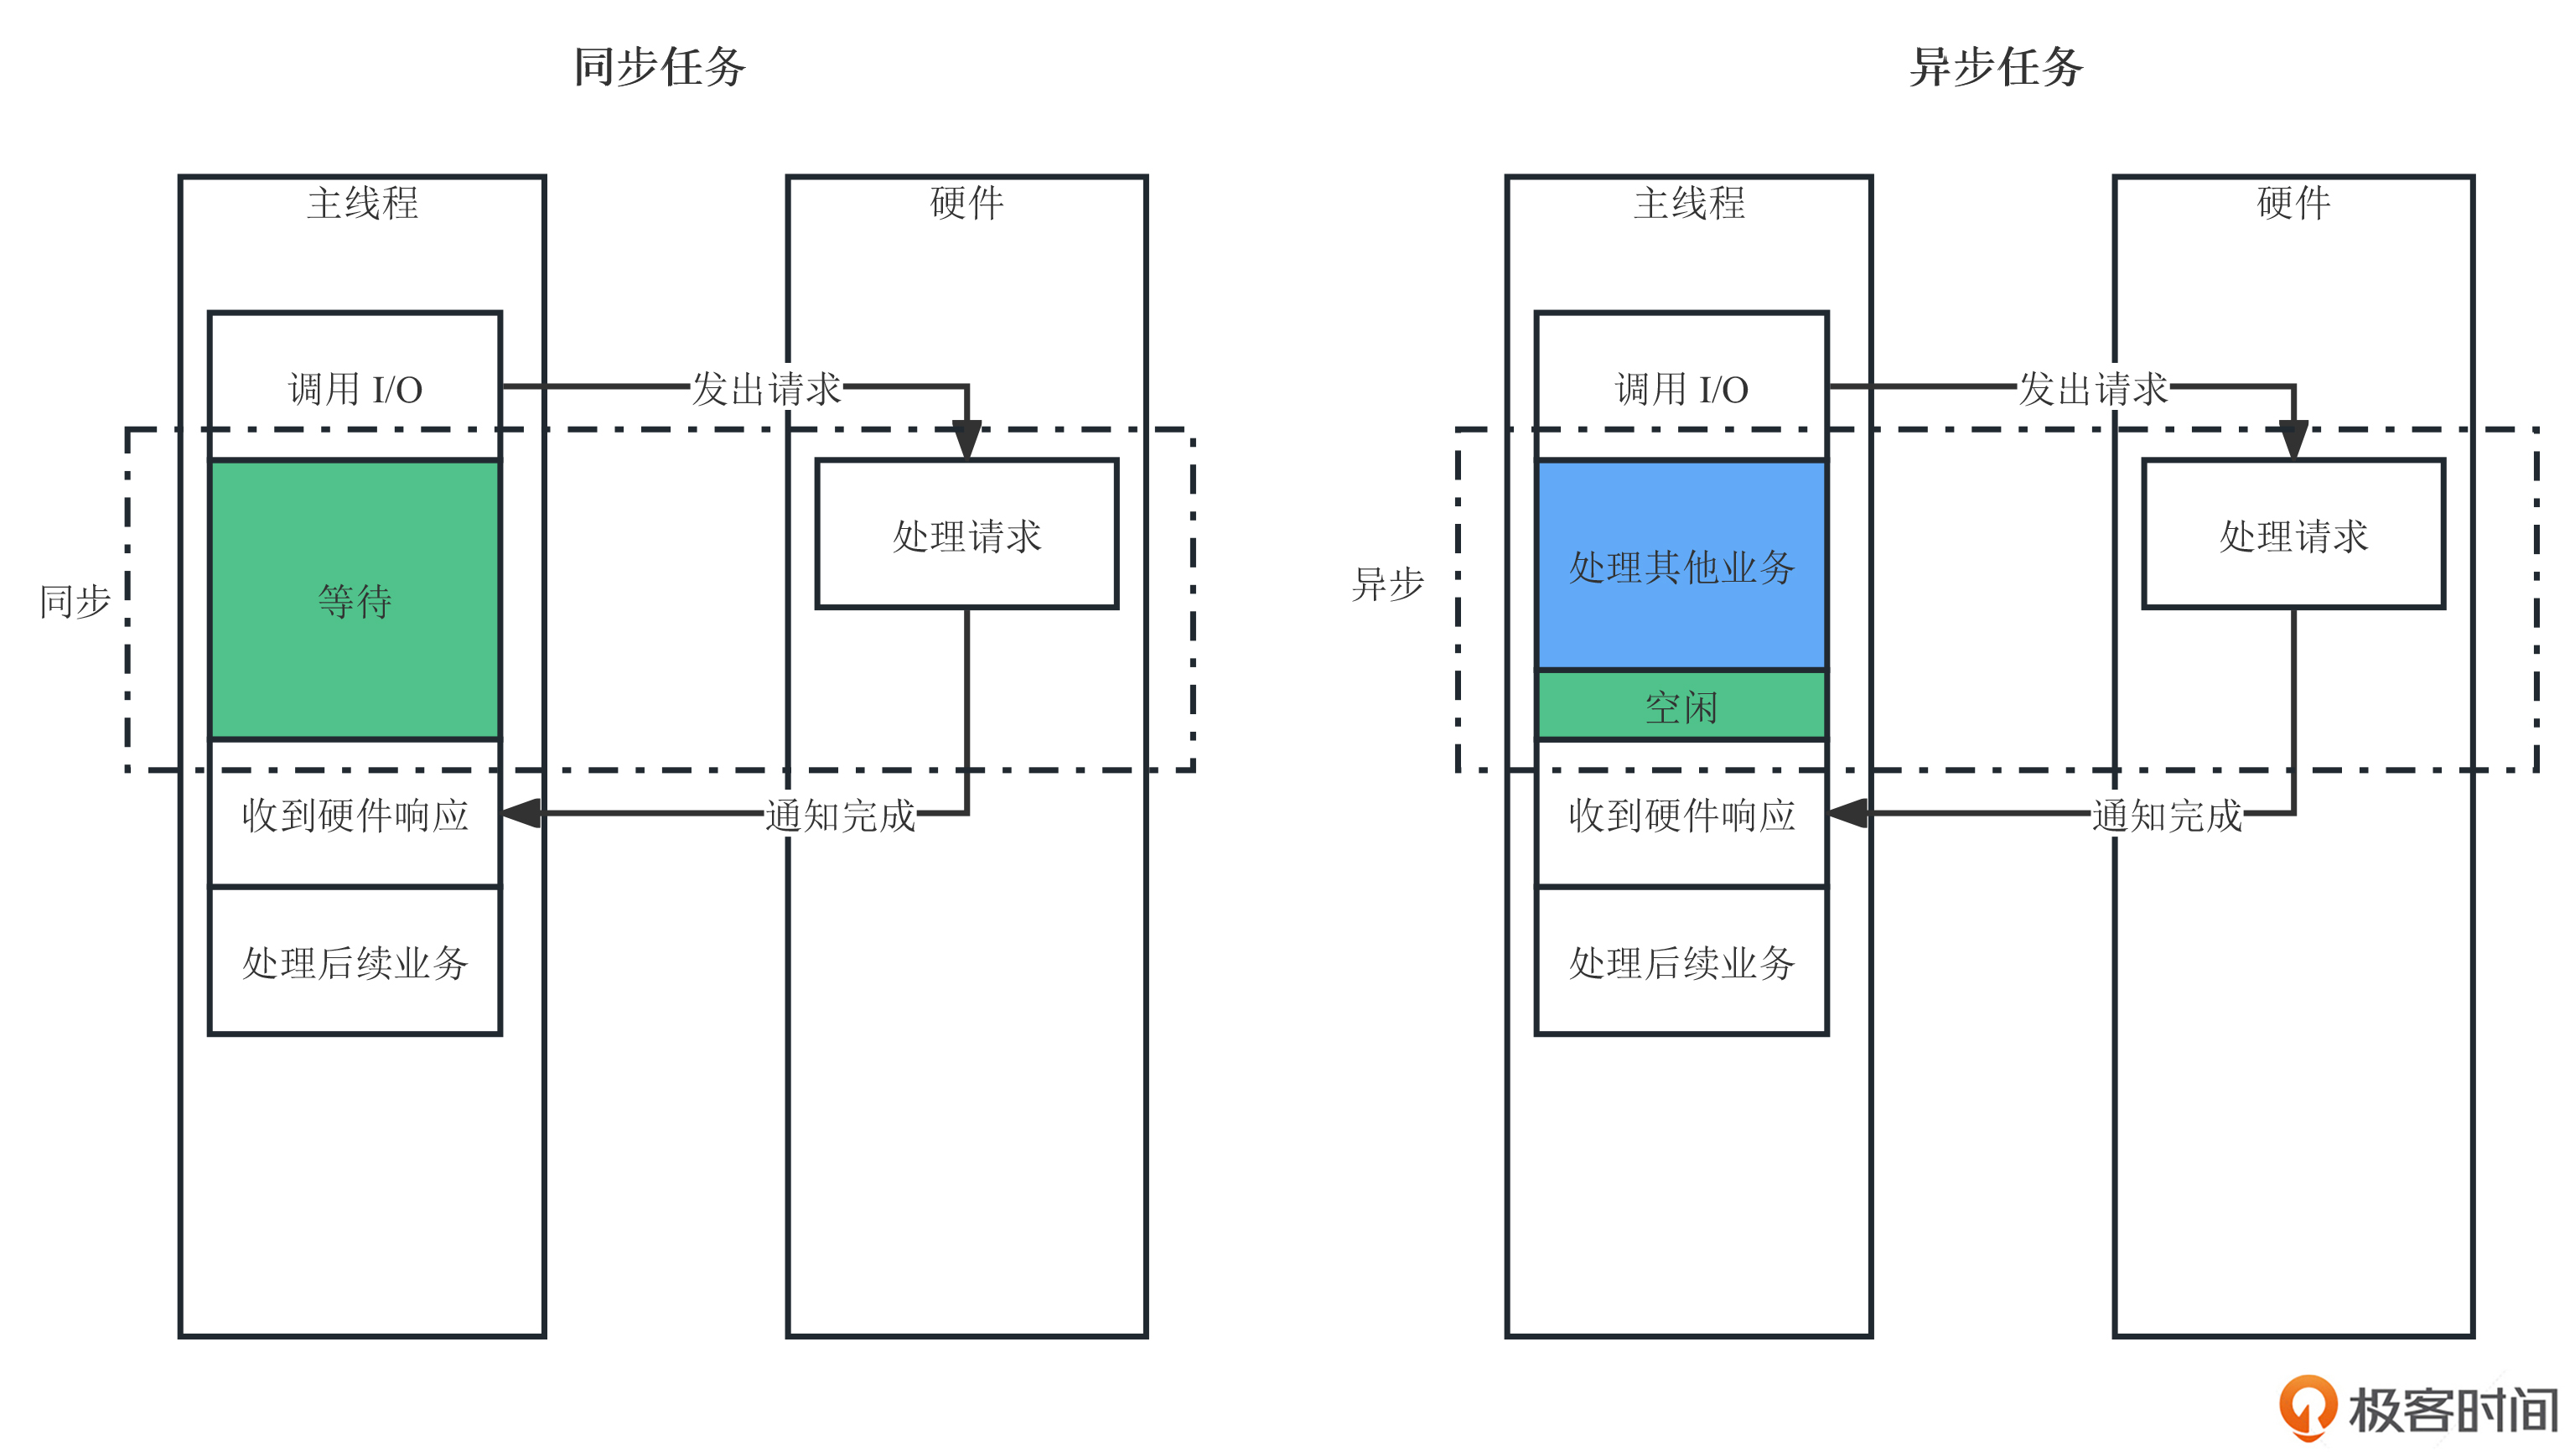 同步任务
主线程
硬件
调用 I/O
发出请求
处理请求
同步
等待
收到硬件响应
通知完成
处理后续业务
异步任务
主线程
硬件
调用 I/O
发出请求
处理请求
异步
处理其他业务
空闲
收到硬件响应
通知完成
处理后续业务
极客时间